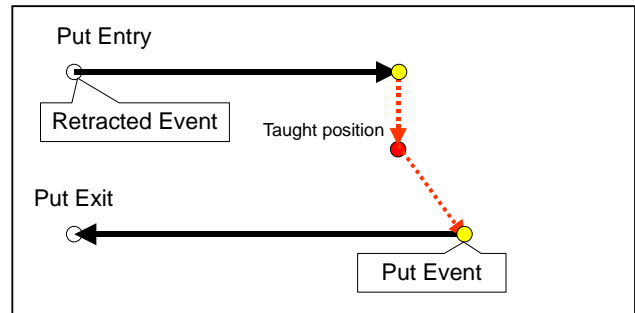 Put Entry
Retracted Event
Taught position
Put Exit
Put Event